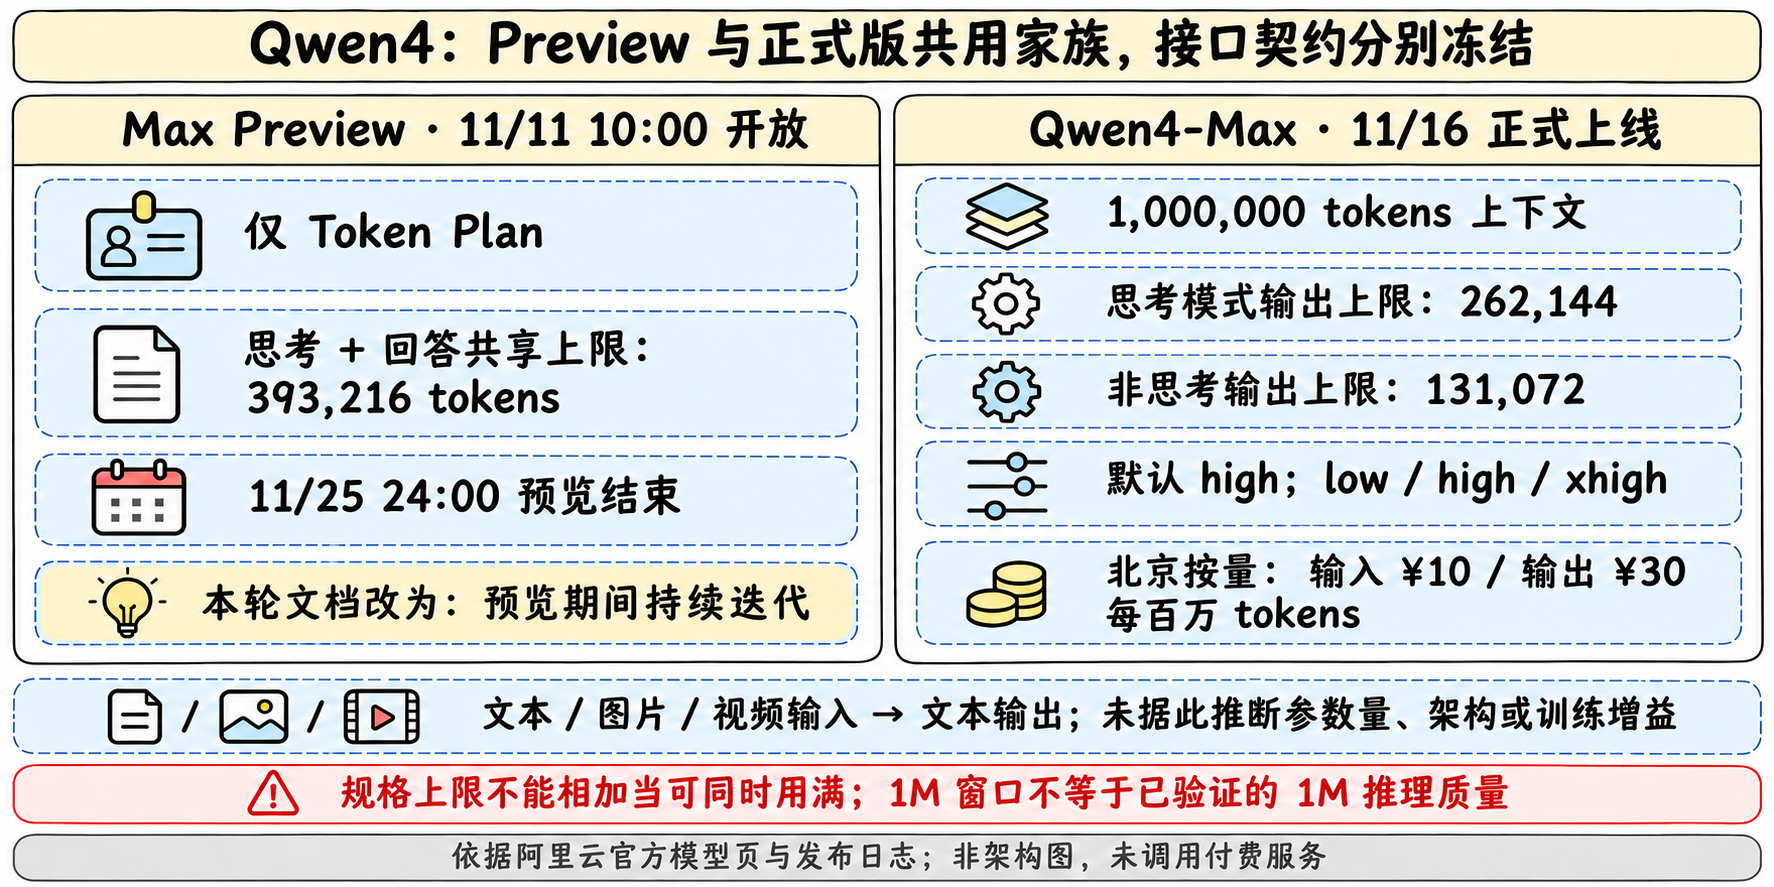 Qwen4：Preview 与正式版共用家族，接口契约分别冻结
Max Preview · 11/11 10:00 开放
仅 Token Plan
思考 + 回答共享上限：
393,216 tokens
11/25 24:00 预览结束
本轮文档改为：预览期间持续迭代
Qwen4-Max · 11/16 正式上线
1,000,000 tokens 上下文
思考模式输出上限：262,144
非思考输出上限：131,072
默认 high；low / high / xhigh
北京按量：输入 ¥10 / 输出 ¥30
每百万 tokens
文本 / 图片 / 视频输入 → 文本输出；未据此推断参数量、架构或训练增益
规格上限不能相加当可同时用满；1M 窗口不等于已验证的 1M 推理质量
依据阿里云官方模型页与发布日志；非架构图，未调用付费服务